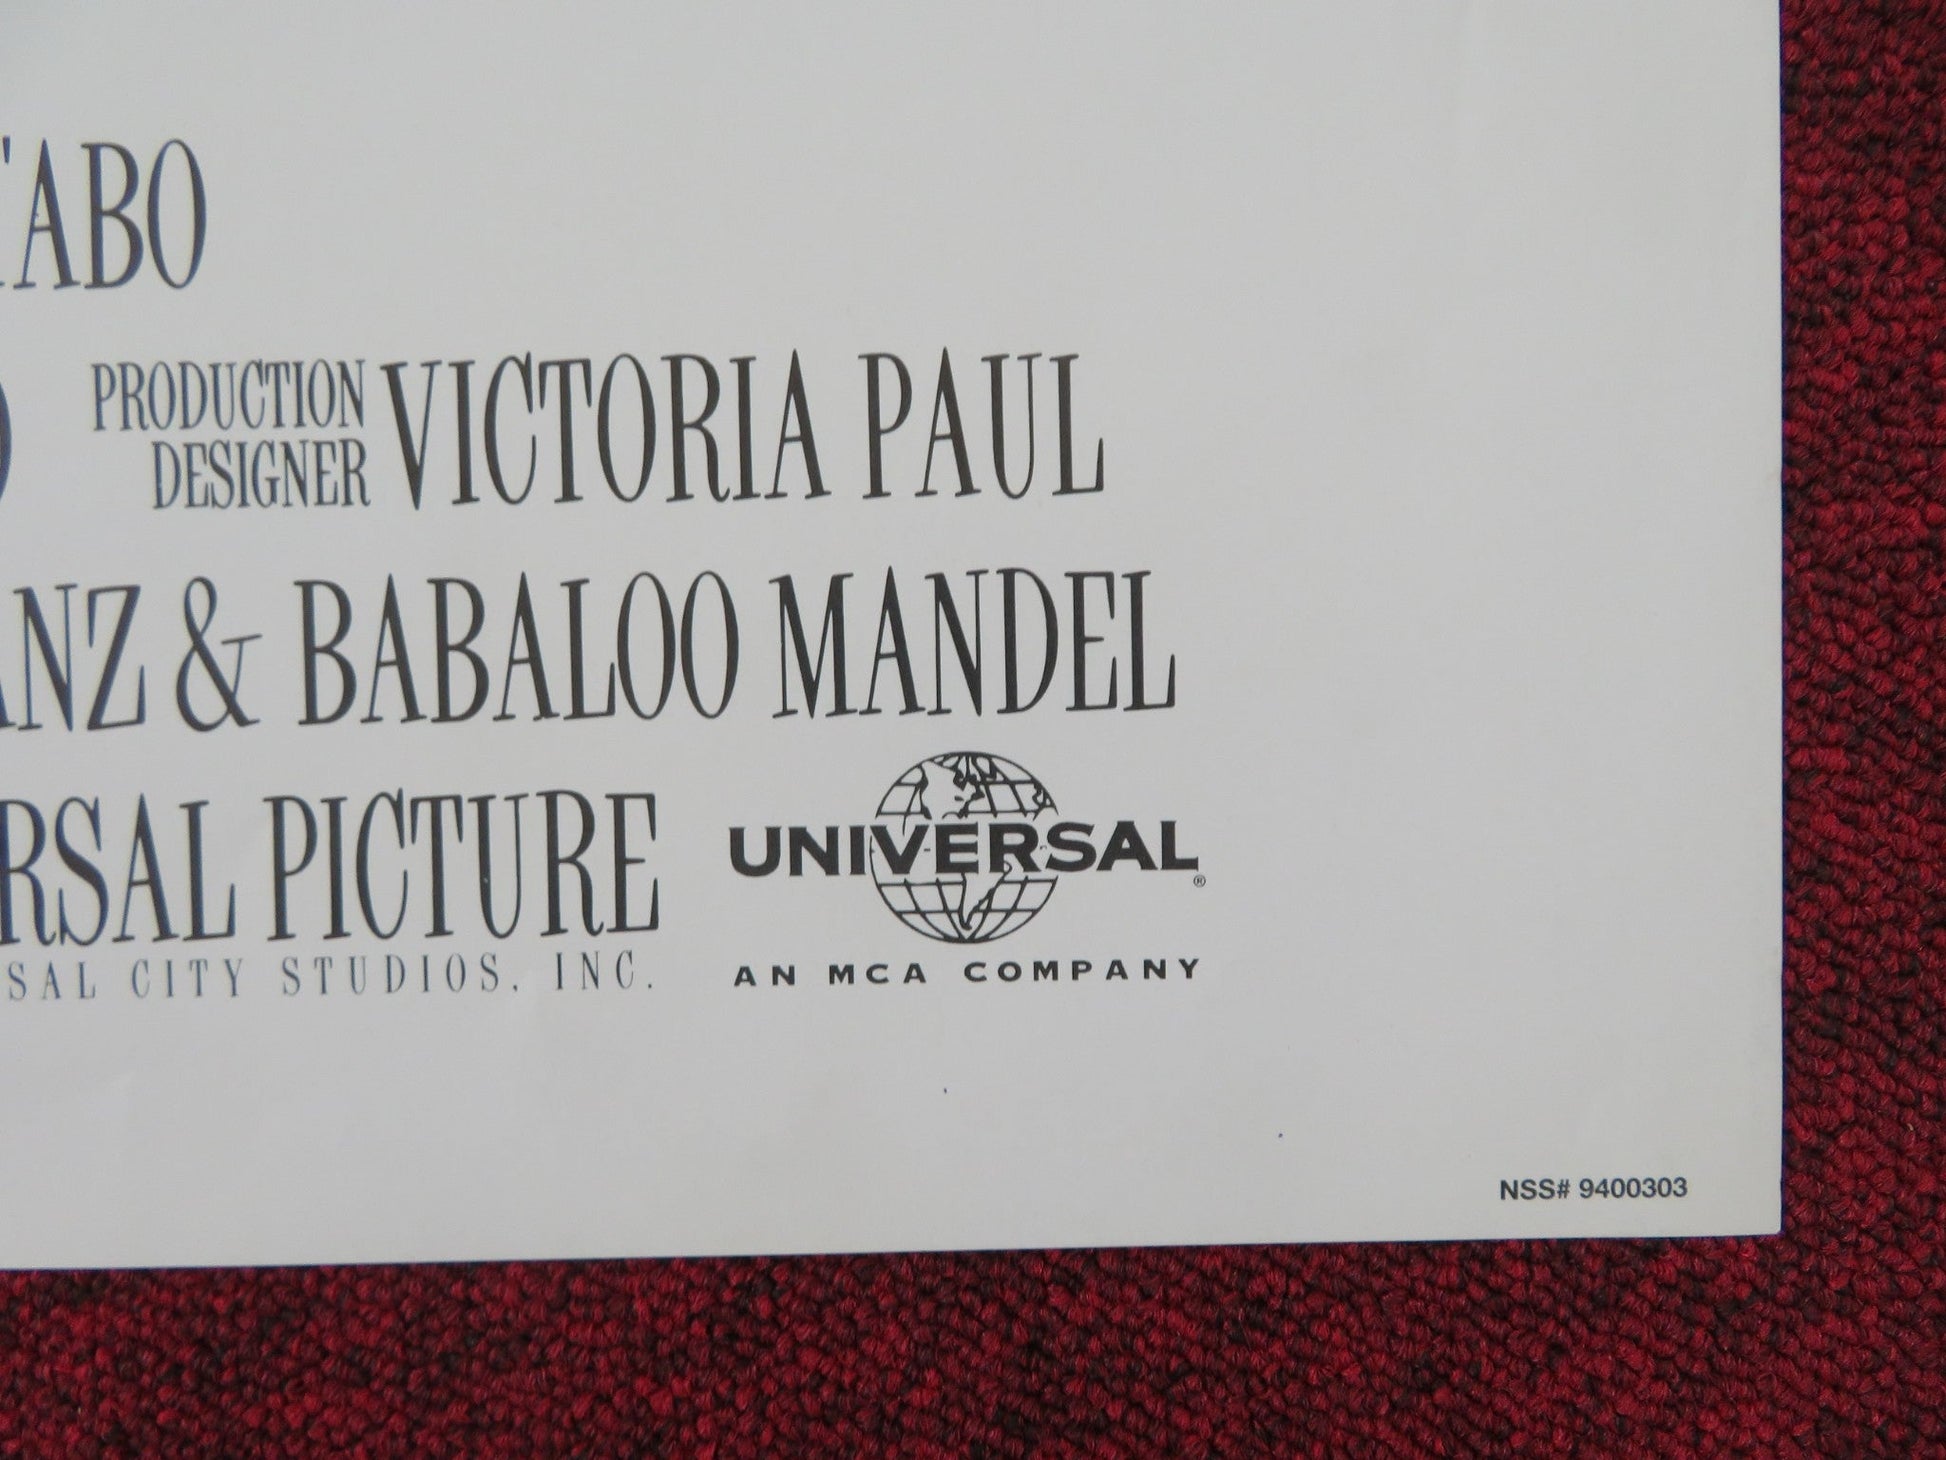 TABO
PRODUCTION DESIGNER VICTORIA PAUL
ANZ & BABALOO MANDEL
RSAL PICTURE
SAL CITY STUDIOS, INC.
UNIVERSAL ®
AN MCA COMPANY
NSS# 9400303